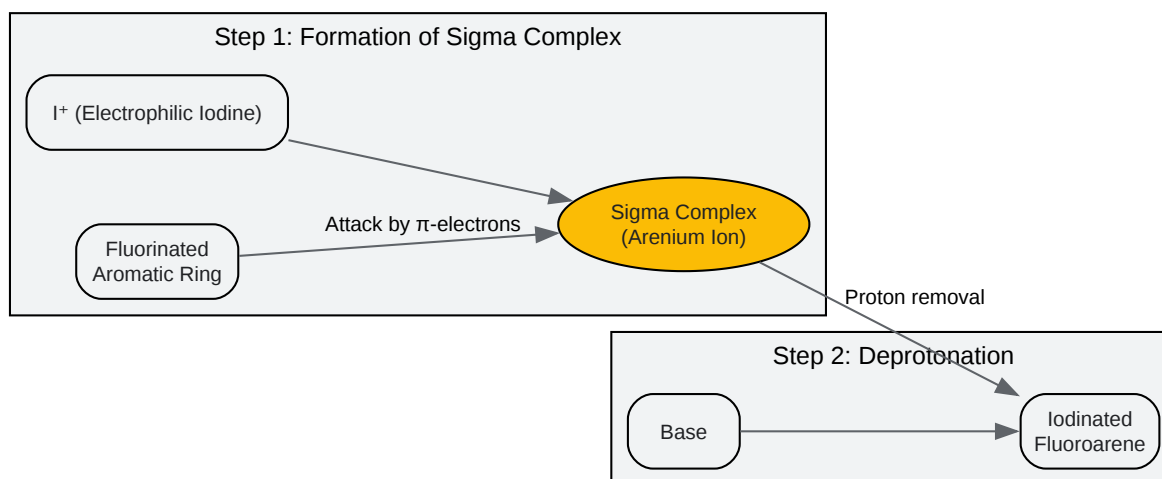 Step 1: Formation of Sigma Complex
I⁺ (Electrophilic Iodine)
Attack by π-electrons
Fluorinated
Aromatic Ring
Sigma Complex
(Arenium Ion)
Proton removal
Step 2: Deprotonation
Base
Iodinated
Fluoroarene